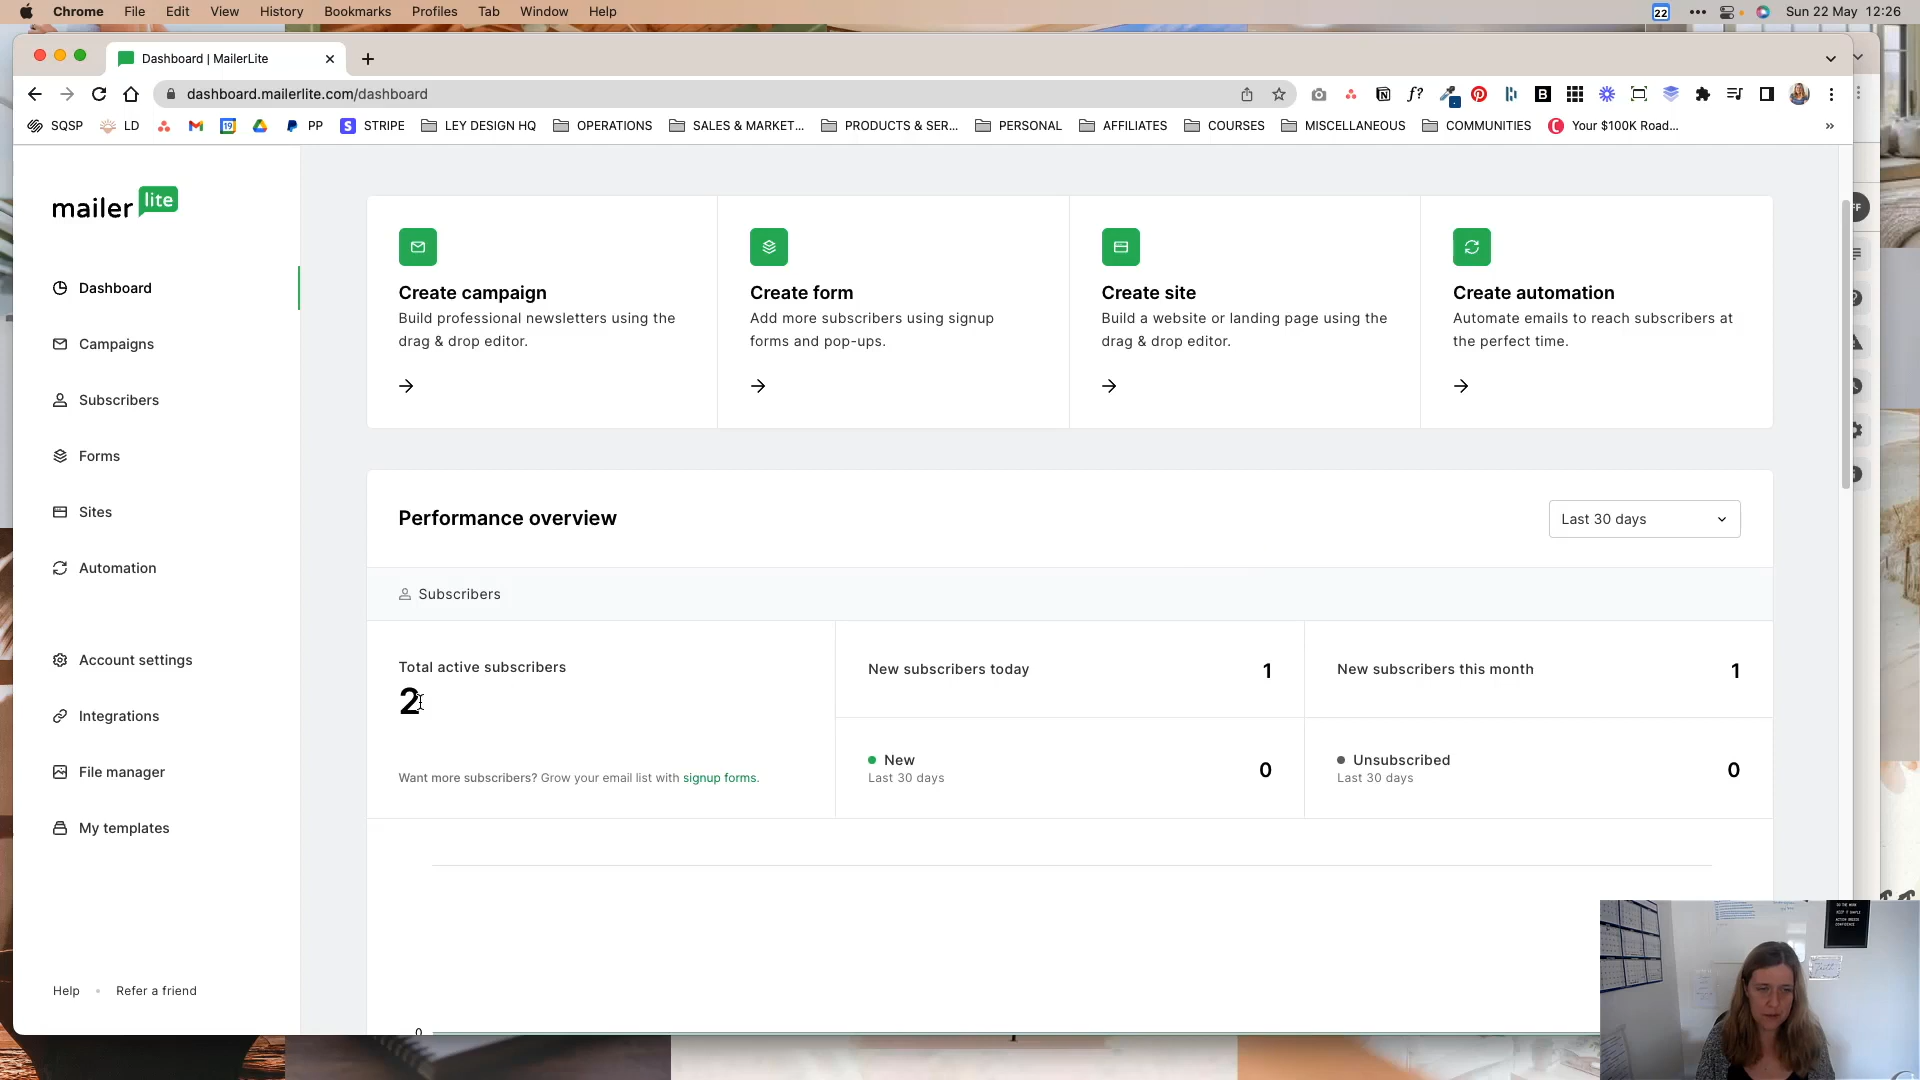 Chrome File Edit View History Bookmarks Profiles Tab Window Help 22 Sun 22 May 12:26
Dashboard | MailerLite
dashboard.mailerlite.com/dashboard
SQSP LD 19 PP STRIPE LEY DESIGN HQ OPERATIONS SALES & MARKET... PRODUCTS & SER... PERSONAL AFFILIATES COURSES MISCELLANEOUS COMMUNITIES Your $100K Road...
mailer lite
Dashboard
Campaigns
Subscribers
Forms
Sites
Automation
Account settings
Integrations
File manager
My templates
Help • Refer a friend
Create campaign
Build professional newsletters using the
drag & drop editor.
Create form
Add more subscribers using signup
forms and pop-ups.
Create site
Build a website or landing page using the
drag & drop editor.
Create automation
Automate emails to reach subscribers at
the perfect time.
Performance overview
Last 30 days
Subscribers
Total active subscribers
2
Want more subscribers? Grow your email list with signup forms.
New subscribers today 1
New subscribers this month 1
New 0
Last 30 days
Unsubscribed 0
Last 30 days
0